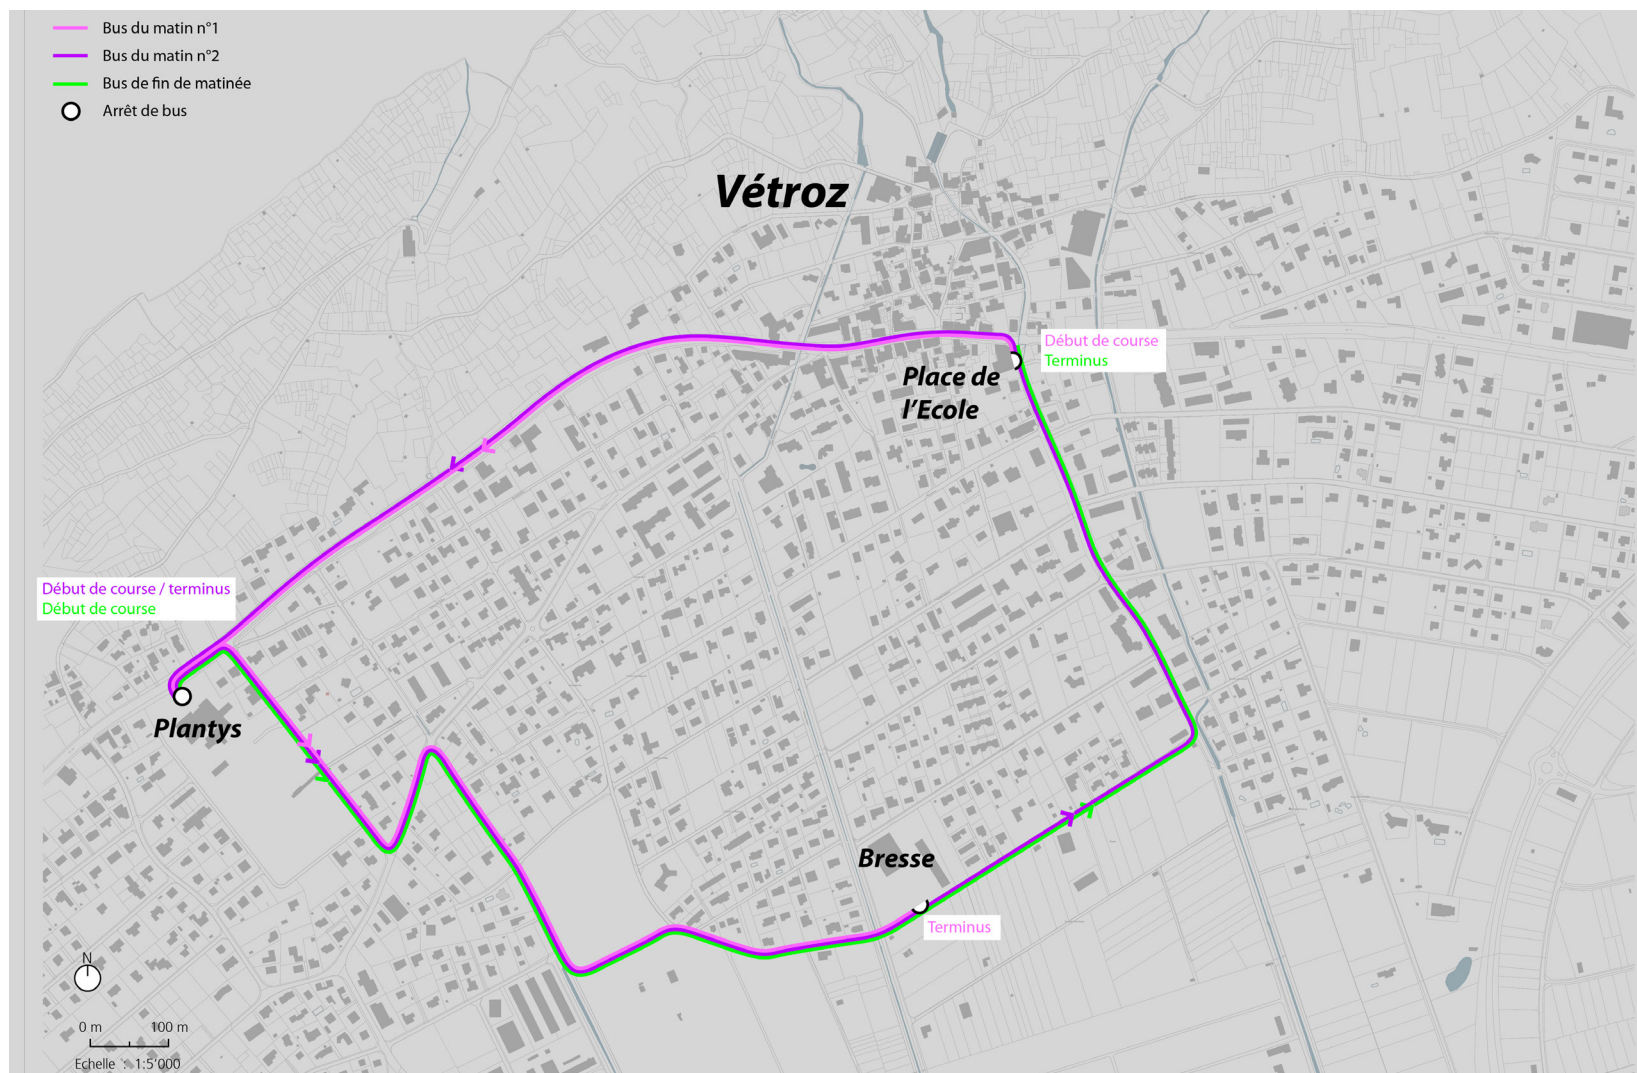 Bus du matin n°1
Bus du matin n°2
Bus de fin de matinée
Arrêt de bus
Vétroz
Début de course
Terminus
Place de
l'Ecole
Début de course / terminus
Début de course
Plantys
Bresse
Terminus
N
0 m 100 m
Echelle : 1:5'000